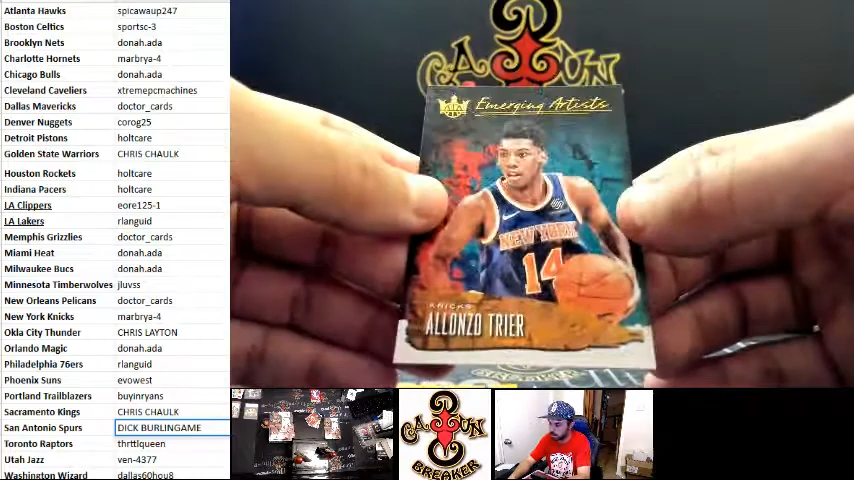 Atlanta Hawks spicawaup247
Boston Celtics sportsc-3
Brooklyn Nets donah.ada
Charlotte Hornets marbrya-4
Chicago Bulls donah.ada
Cleveland Caveliers xtremepcmachines
Dallas Mavericks doctor_cards
Denver Nuggets corog25
Detroit Pistons holtcare
Golden State Warriors CHRIS CHAULK
Houston Rockets holtcare
Indiana Pacers holtcare
LA Clippers eore125-1
LA Lakers rlanguid
Memphis Grizzlies doctor_cards
Miami Heat donah.ada
Milwaukee Bucs donah.ada
Minnesota Timberwolves jluvss
New Orleans Pelicans doctor_cards
New York Knicks marbrya-4
Okla City Thunder CHRIS LAYTON
Orlando Magic donah.ada
Philadelphia 76ers rlanguid
Phoenix Suns evowest
Portland Trailblazers buyinryans
Sacramento Kings CHRIS CHAULK
San Antonio Spurs DICK BURLINGAME
Toronto Raptors thrttlqueen
Utah Jazz ven-4377
Washington Wizard dallas60hou8
Emerging Artists
NEW YORK
14
KNICKS
ALLONZO TRIER
CAJUN
BREAKER